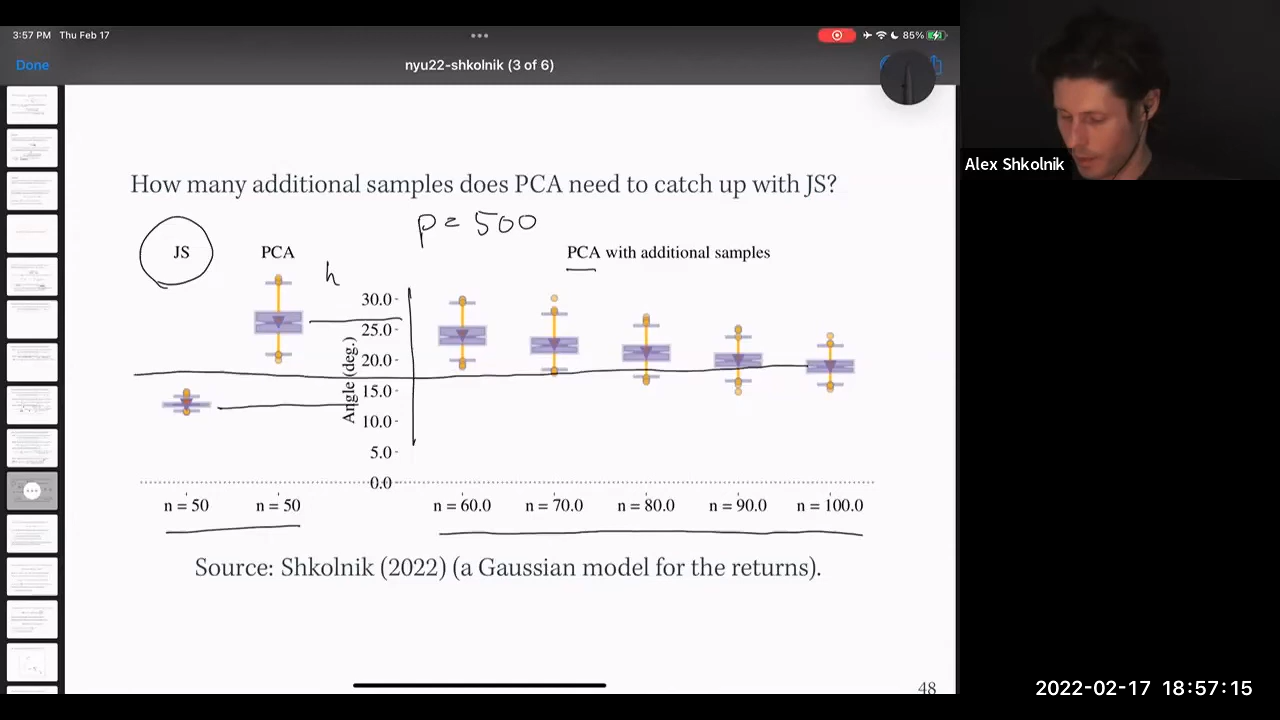 3:57 PM Thu Feb 17
85%
Done
nyu22-shkolnik (3 of 6)
Alex Shkolnik
How many additional samples does PCA need to catch up with JS?
p = 500
JS
PCA
PCA with additional samples
h
Angle (deg.)
30.0
25.0
20.0
15.0
10.0
5.0
0.0
n = 50
n = 50
n = 60.0
n = 70.0
n = 80.0
n = 90.0
n = 100.0
Source: Shkolnik (2022) (a Gaussian model for the returns).
48
2022-02-17 18:57:15